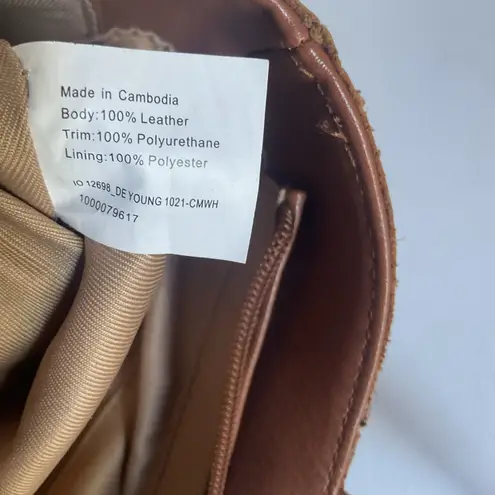 Made in Cambodia
Body:100% Leather
Trim:100% Polyurethane
Lining:100% Polyester
IO 12698_DE YOUNG 1021-CMWH
1000079617